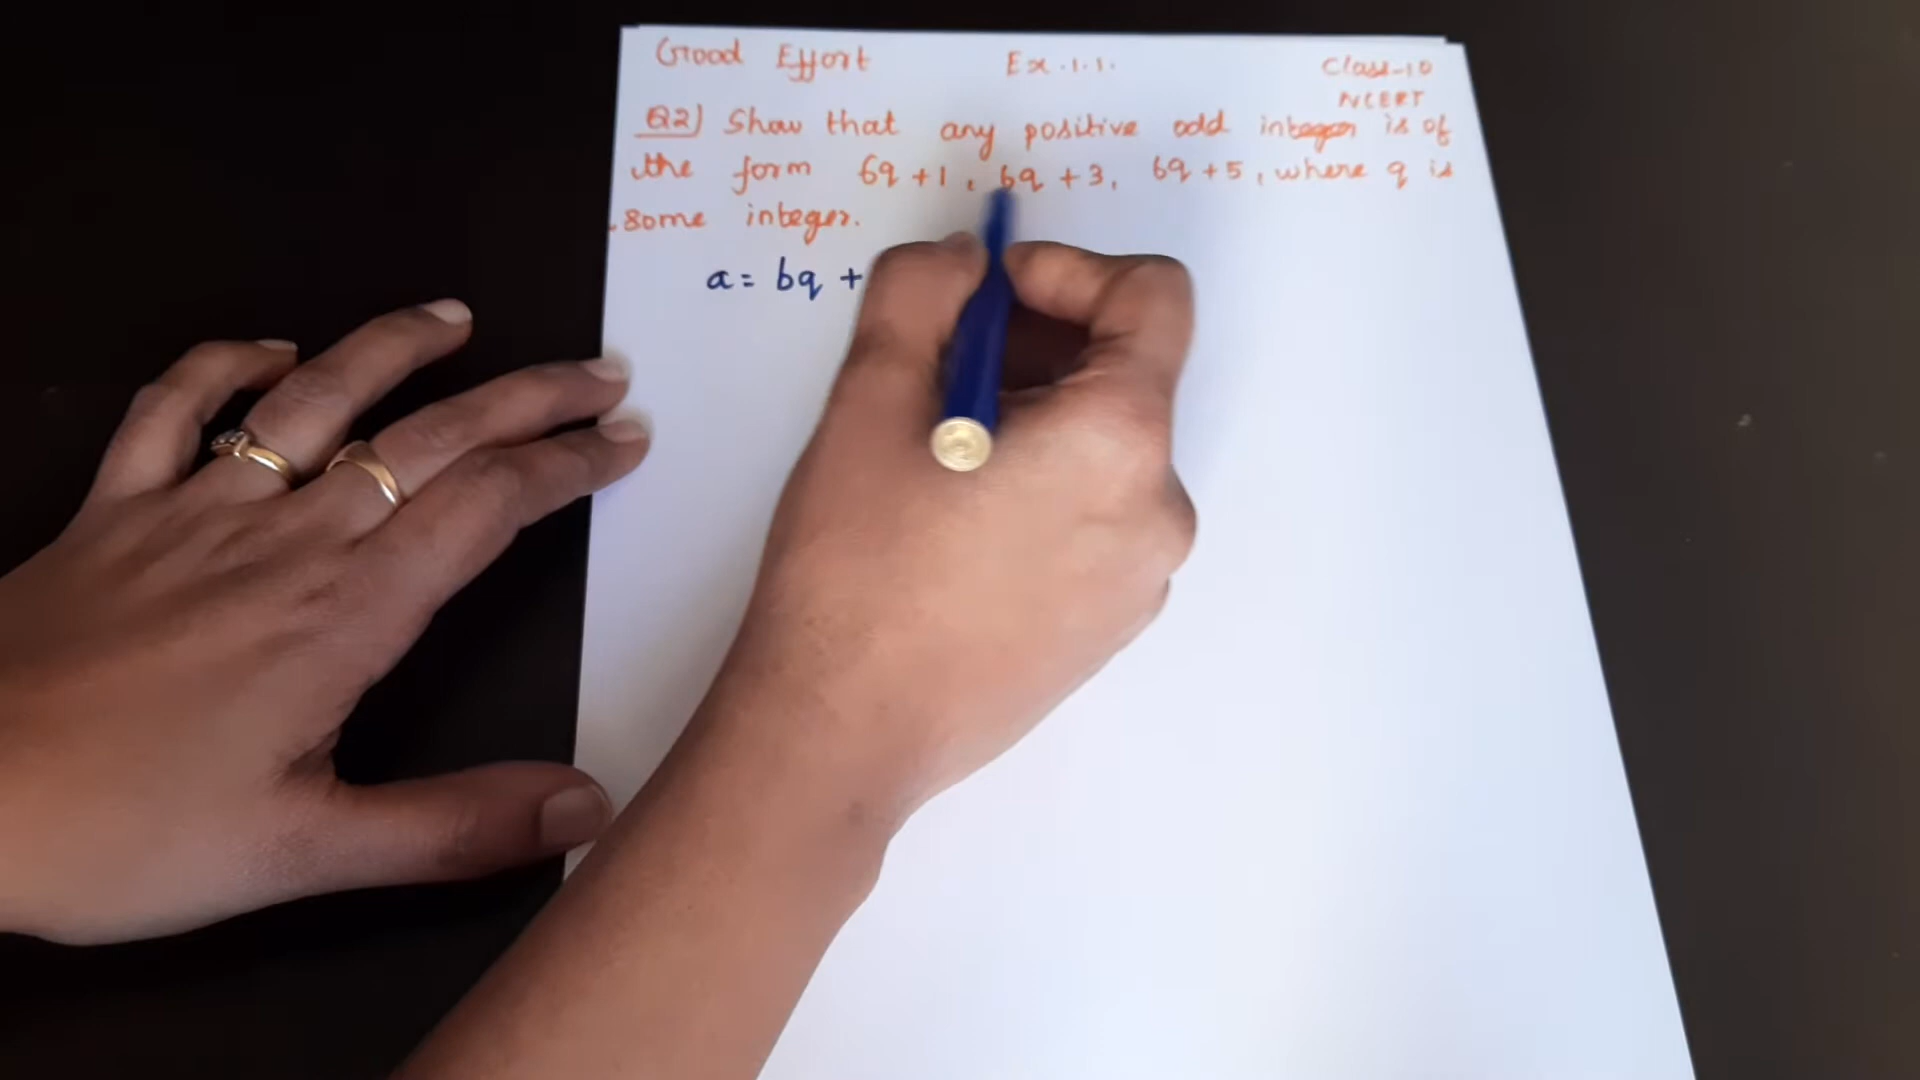 Good Effort Ex.1.1. Class-10
NCERT
Q2) Show that any positive odd integer is of
the form 6q+1, 6q+3, 6q+5, where q is
some integer.
a= bq +